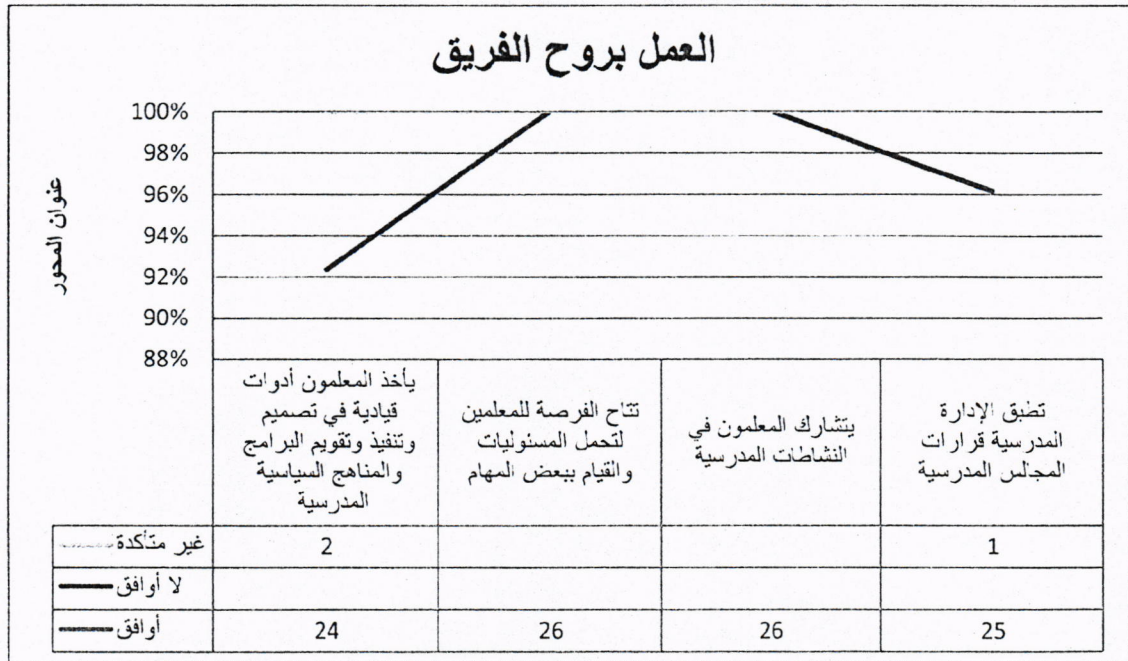 العمل بروح الفريق
عنوان المحور
100%
98%
96%
94%
92%
90%
88%
يأخذ المعلمون أدوات
قيادية في تصميم
وتنفيذ وتقويم البرامج
والمناهج السياسية
المدرسية
تتاح الفرصة للمعلمين
لتحمل المسئوليات
والقيام ببعض المهام
يتشارك المعلمون في
النشاطات المدرسية
تطبق الإدارة
المدرسية قرارات
المجالس المدرسية
غير متأكدة 2 1
لا أوافق
أوافق 24 26 26 25